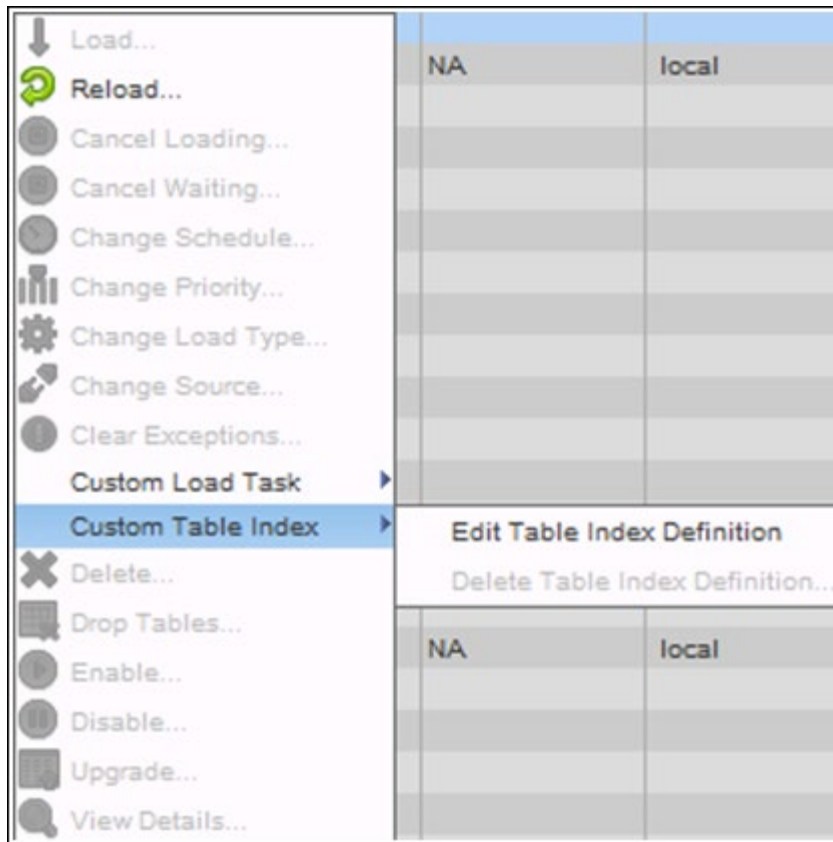 Load...
NA local
Reload...
Cancel Loading...
Cancel Waiting...
Change Schedule...
Change Priority...
Change Load Type...
Change Source...
Clear Exceptions...
Custom Load Task
Custom Table Index
Edit Table Index Definition
Delete Table Index Definition...
Delete...
Drop Tables...
NA local
Enable...
Disable...
Upgrade...
View Details...